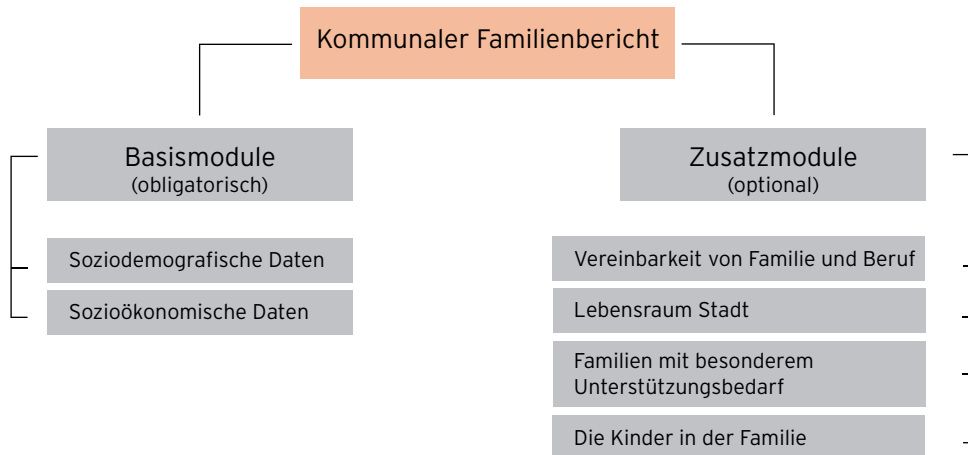 Kommunaler Familienbericht
Basismodule
(obligatorisch)
Soziodemografische Daten
Sozioökonomische Daten
Zusatzmodule
(optional)
Vereinbarkeit von Familie und Beruf
Lebensraum Stadt
Familien mit besonderem
Unterstützungsbedarf
Die Kinder in der Familie